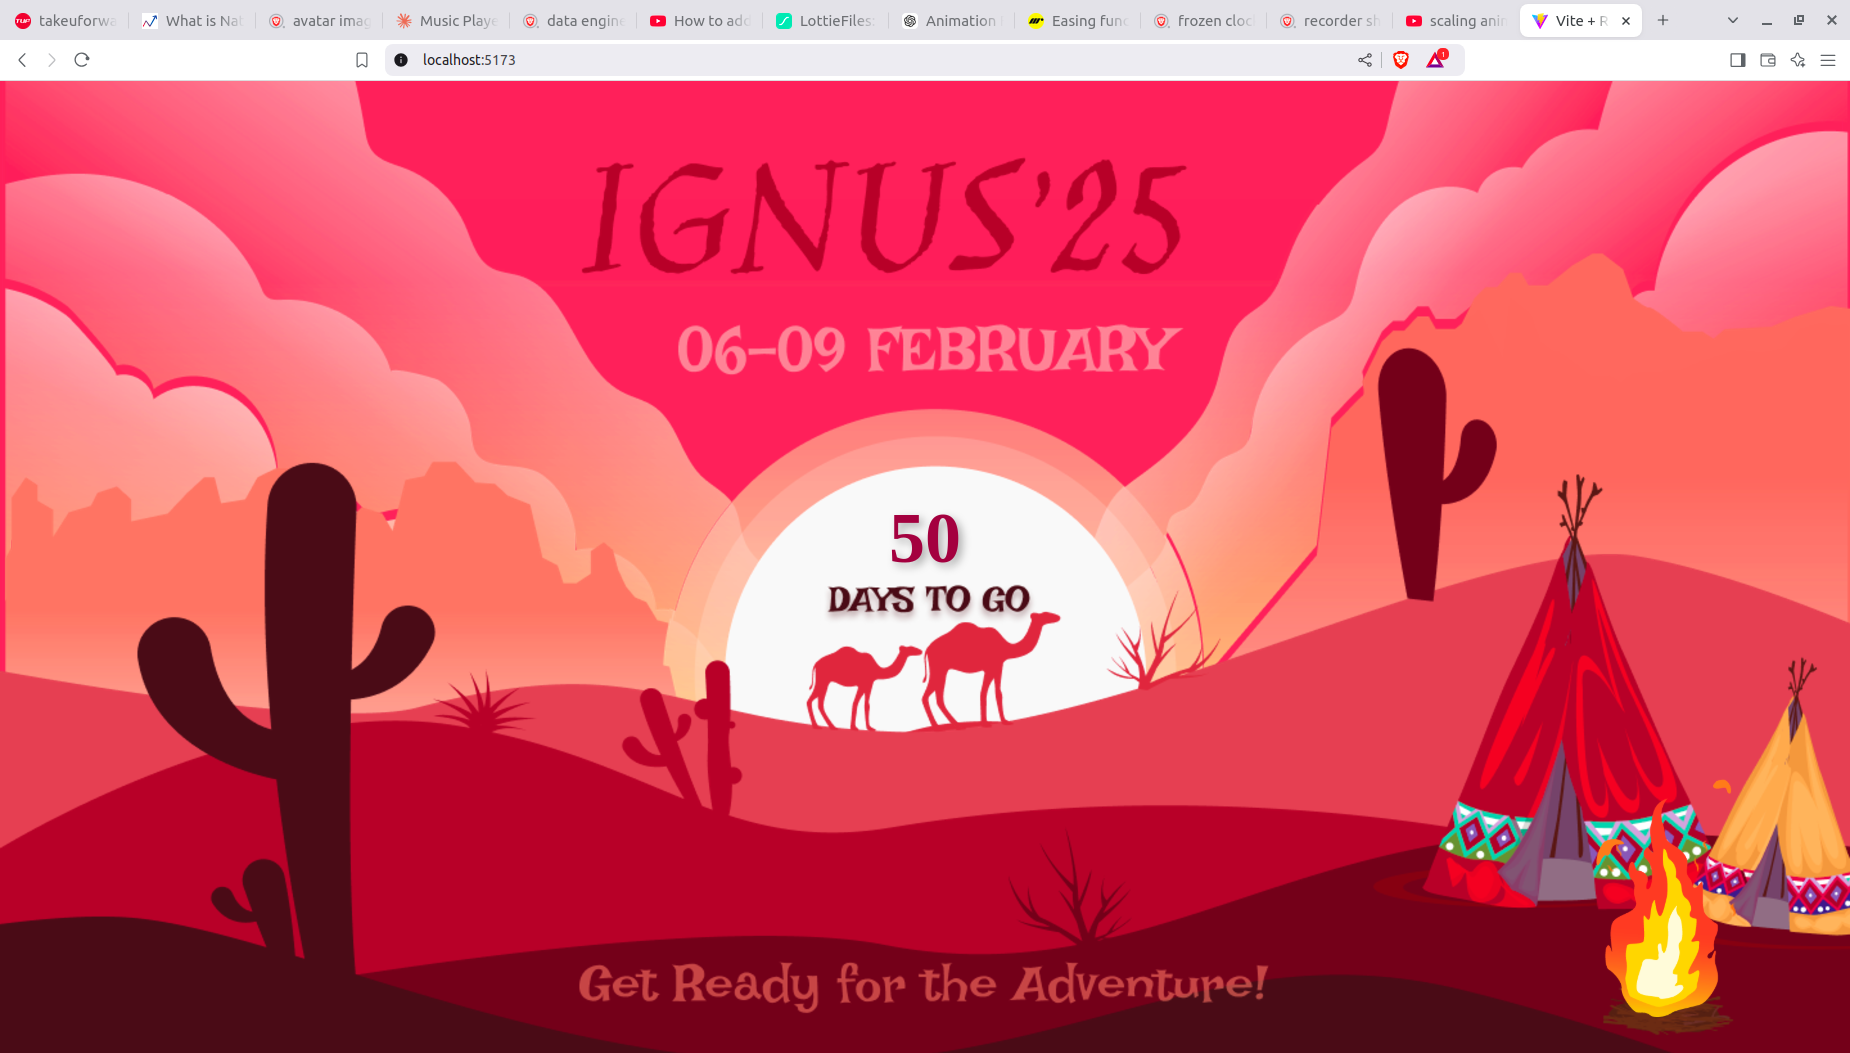 takeuforwa
What is Nat
avatar imag
Music Playe
data engine
How to add
LottieFiles:
Animation
Easing func
frozen cloc
recorder sh
scaling anin
Vite + R
localhost:5173
1
IGNUS'25
06-09 FEBRUARY
50
DAYS TO GO
Get Ready for the Adventure!